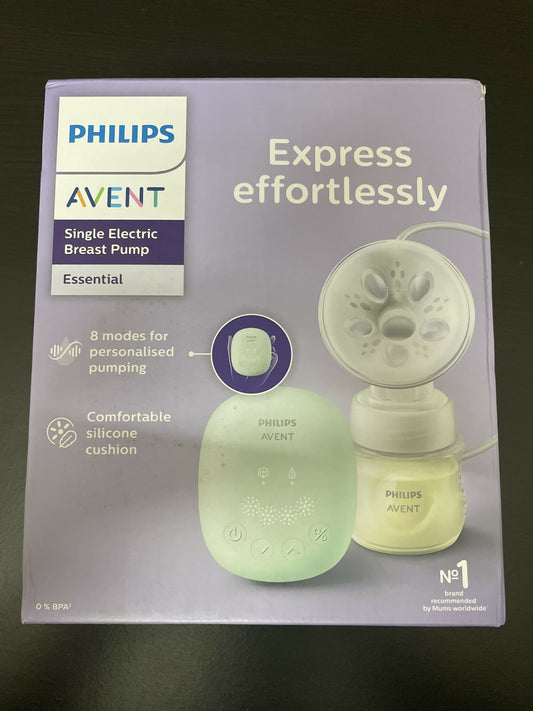 PHILIPS
AVENT
Single Electric
Breast Pump
Essential
Express
effortlessly
8 modes for
personalised
pumping
Comfortable
silicone
cushion
PHILIPS
AVENT
PHILIPS
AVENT
0 % BPA²
Nº1
brand
recommended
by Mums worldwide¹